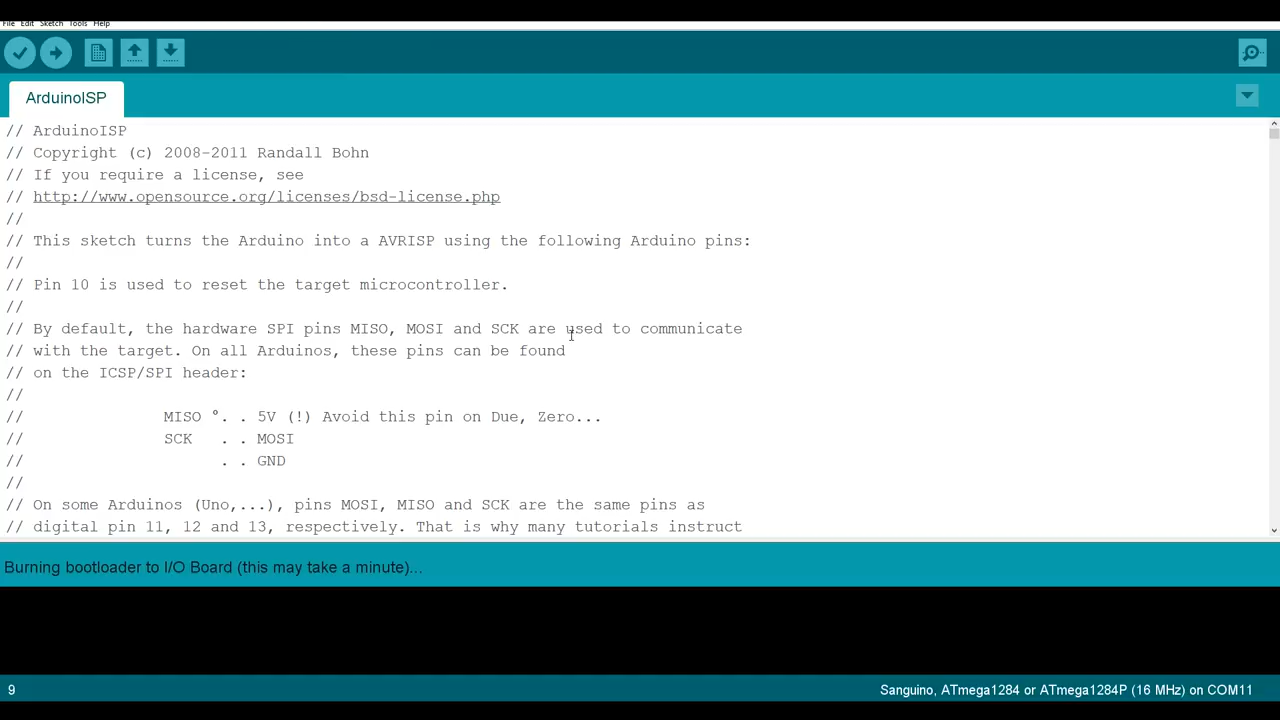 File Edit Sketch Tools Help
ArduinoISP
// ArduinoISP
// Copyright (c) 2008-2011 Randall Bohn
// If you require a license, see
// http://www.opensource.org/licenses/bsd-license.php
//
// This sketch turns the Arduino into a AVRISP using the following Arduino pins:
//
// Pin 10 is used to reset the target microcontroller.
//
// By default, the hardware SPI pins MISO, MOSI and SCK are used to communicate
// with the target. On all Arduinos, these pins can be found
// on the ICSP/SPI header:
//
//               MISO °. . 5V (!) Avoid this pin on Due, Zero...
//               SCK   . . MOSI
//                     . . GND
//
// On some Arduinos (Uno,...), pins MOSI, MISO and SCK are the same pins as
// digital pin 11, 12 and 13, respectively. That is why many tutorials instruct
Burning bootloader to I/O Board (this may take a minute)...
9
Sanguino, ATmega1284 or ATmega1284P (16 MHz) on COM11